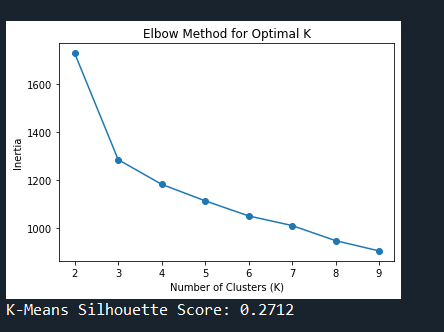 Elbow Method for Optimal K
1600
1400
1200
1000
Inertia
2 3 4 5 6 7 8 9
Number of Clusters (K)
K-Means Silhouette Score: 0.2712